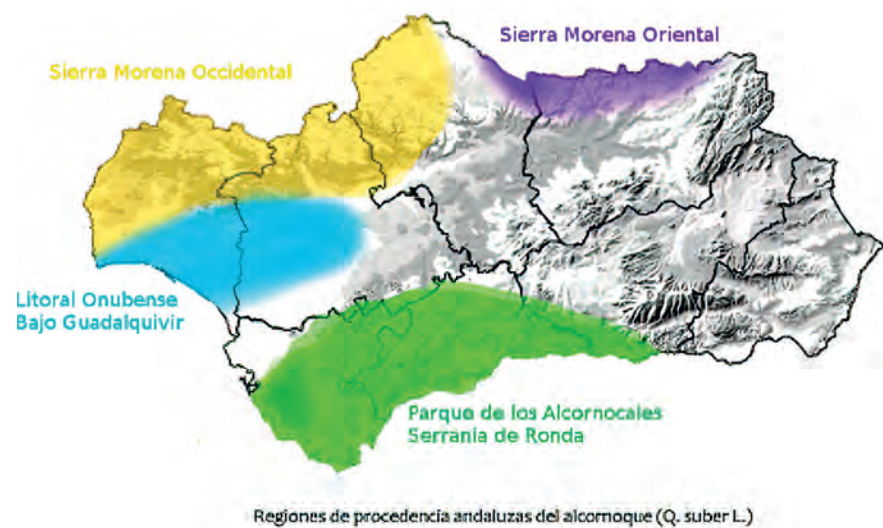 Sierra Morena Oriental
Sierra Morena Occidental
Litoral Onubense
Bajo Guadalquivir
Parque de los Alcornocales
Serrania de Ronda
Regiones de procedencia andaluzas del alcornoque (Q. suber L.)